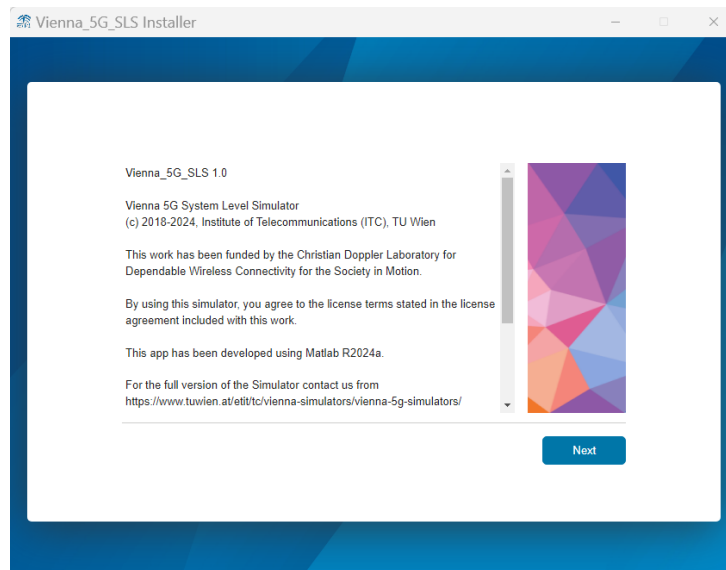 Vienna_5G_SLS Installer
Vienna_5G_SLS 1.0
Vienna 5G System Level Simulator
(c) 2018-2024, Institute of Telecommunications (ITC), TU Wien
This work has been funded by the Christian Doppler Laboratory for
Dependable Wireless Connectivity for the Society in Motion.
By using this simulator, you agree to the license terms stated in the license
agreement included with this work.
This app has been developed using Matlab R2024a.
For the full version of the Simulator contact us from
https://www.tuwien.at/etit/tc/vienna-simulators/vienna-5g-simulators/
Next